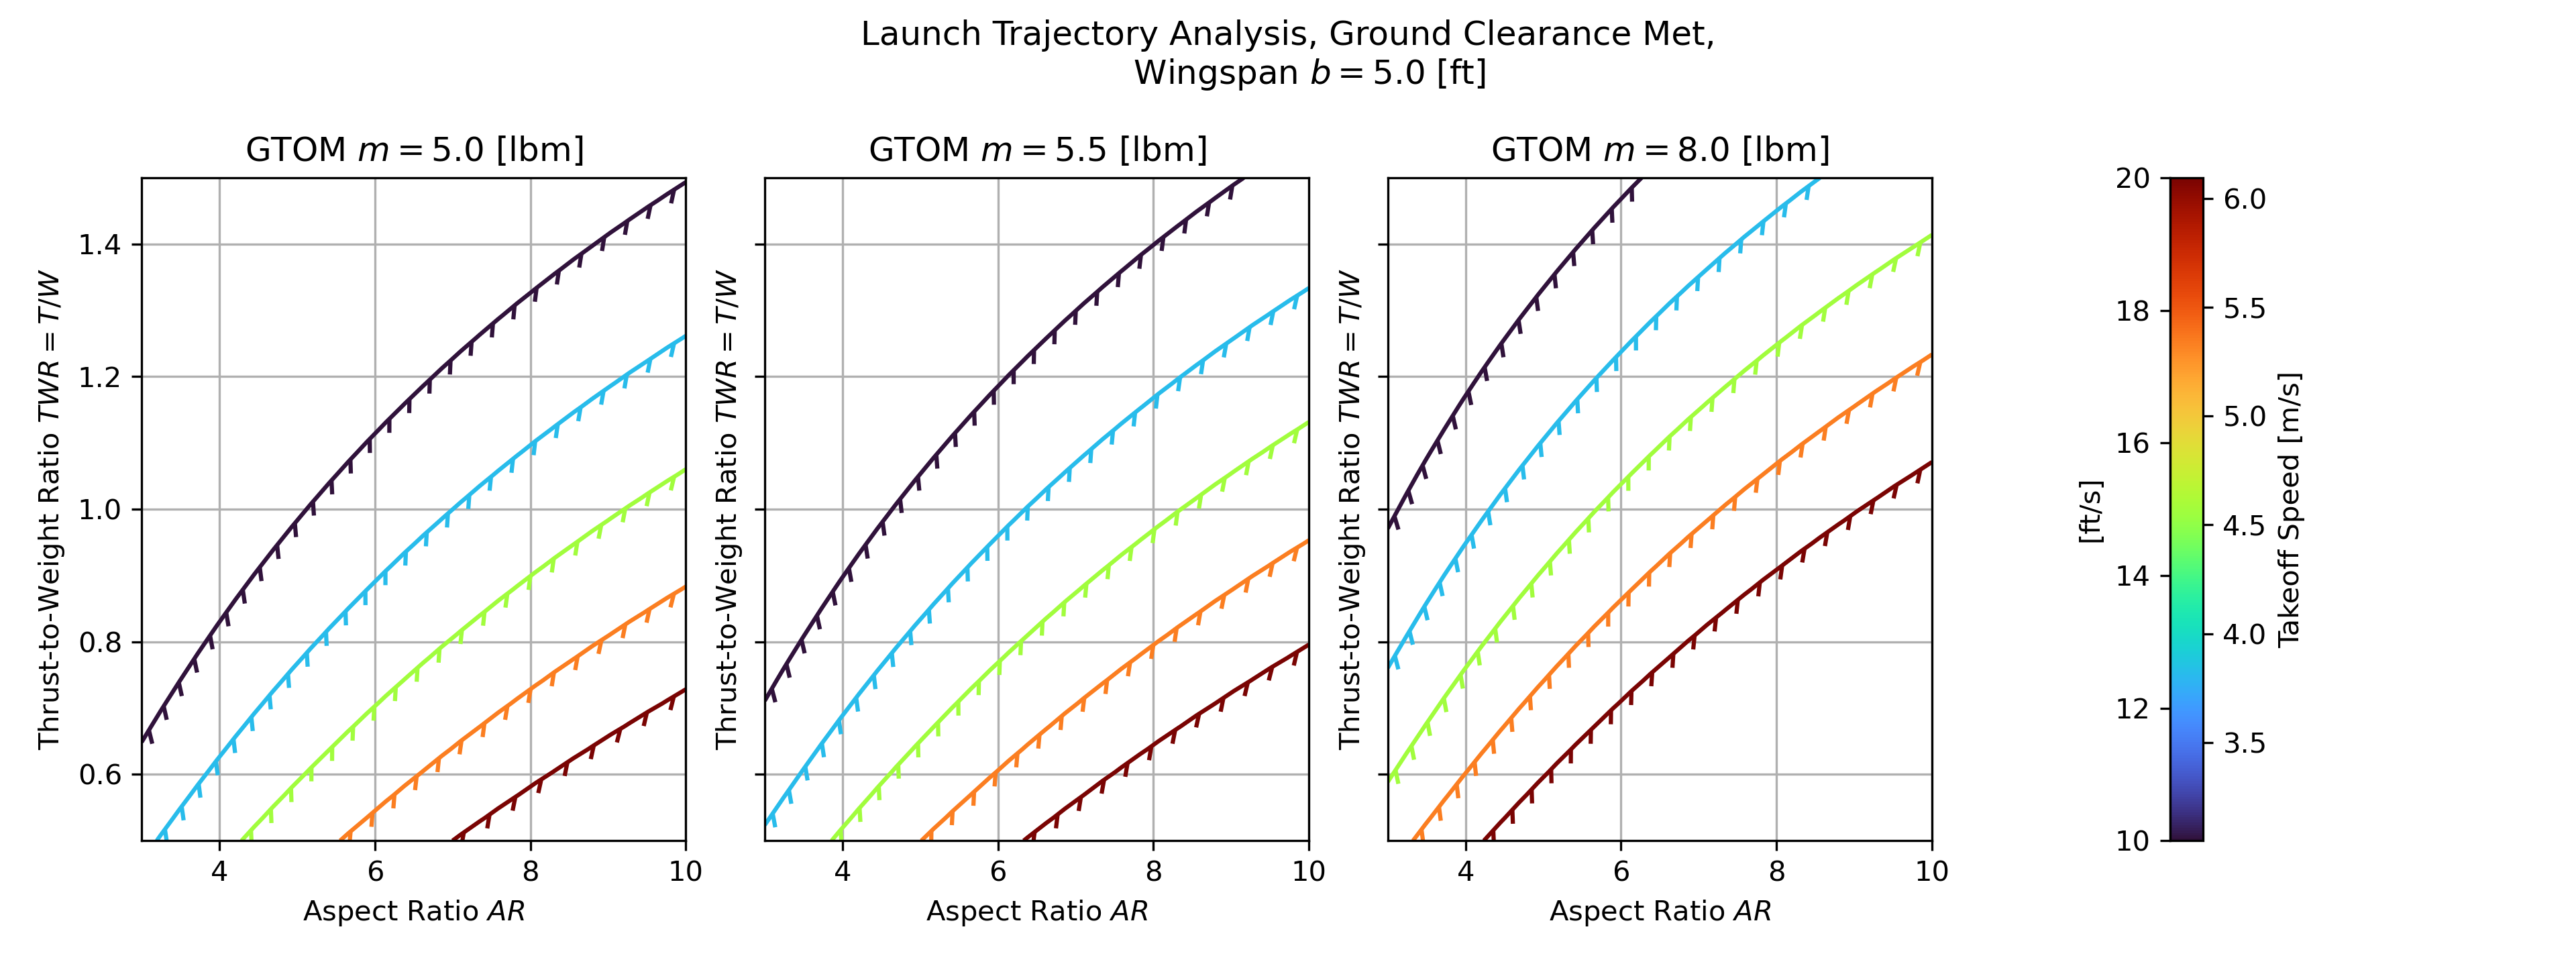 Launch Trajectory Analysis, Ground Clearance Met,
Wingspan b = 5.0 [ft]
GTOM m = 5.0 [lbm]
GTOM m = 5.5 [lbm]
GTOM m = 8.0 [lbm]
Thrust-to-Weight Ratio TWR = T/W
1.4
1.2
1.0
0.8
0.6
4 6 8 10
Aspect Ratio AR
Thrust-to-Weight Ratio TWR = T/W
4 6 8 10
Aspect Ratio AR
Thrust-to-Weight Ratio TWR = T/W
4 6 8 10
Aspect Ratio AR
[ft/s]
20
18
16
14
12
10
6.0
5.5
5.0
4.5
4.0
3.5
Takeoff Speed [m/s]